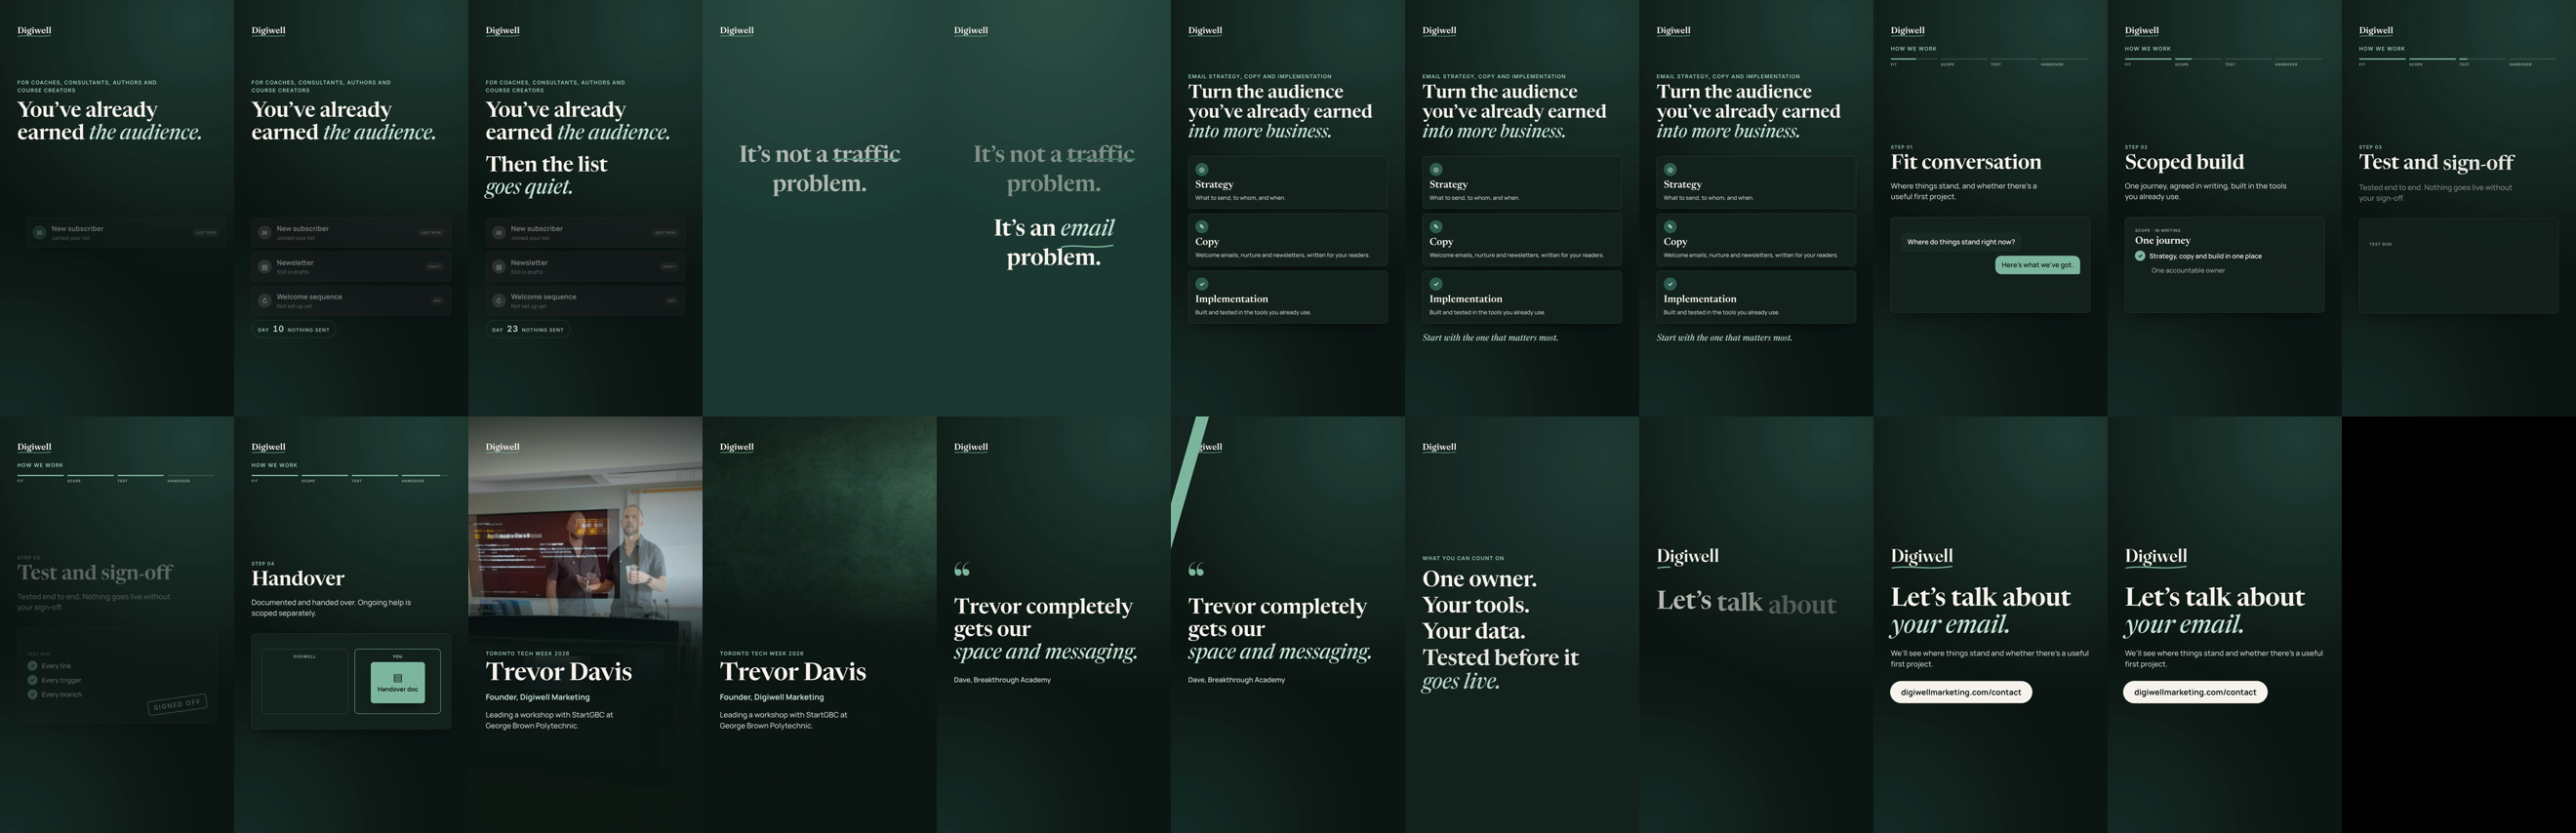 Digiwell
FOR COACHES, CONSULTANTS, AUTHORS AND
COURSE CREATORS
You've already
earned the audience.
New subscriber
Joined your list
JUST NOW
Digiwell
FOR COACHES, CONSULTANTS, AUTHORS AND
COURSE CREATORS
You've already
earned the audience.
New subscriber
Joined your list
JUST NOW
Newsletter
Still in drafts
DRAFT
Welcome sequence
Not set up yet
DAY 10 NOTHING SENT
Digiwell
FOR COACHES, CONSULTANTS, AUTHORS AND
COURSE CREATORS
You've already
earned the audience.
Then the list
goes quiet.
New subscriber
Joined your list
JUST NOW
Newsletter
Still in drafts
DRAFT
Welcome sequence
Not set up yet
DAY 23 NOTHING SENT
Digiwell
It's not a traffic
problem.
Digiwell
It's not a traffic
problem.
It's an email
problem.
Digiwell
EMAIL STRATEGY, COPY AND IMPLEMENTATION
Turn the audience
you've already earned
into more business.
Strategy
What to send, to whom, and when.
Copy
Welcome emails, nurture and newsletters, written for your readers.
Implementation
Built and tested in the tools you already use.
Digiwell
EMAIL STRATEGY, COPY AND IMPLEMENTATION
Turn the audience
you've already earned
into more business.
Strategy
What to send, to whom, and when.
Copy
Welcome emails, nurture and newsletters, written for your readers.
Implementation
Built and tested in the tools you already use.
Start with the one that matters most.
Digiwell
EMAIL STRATEGY, COPY AND IMPLEMENTATION
Turn the audience
you've already earned
into more business.
Strategy
What to send, to whom, and when.
Copy
Welcome emails, nurture and newsletters, written for your readers.
Implementation
Built and tested in the tools you already use.
Start with the one that matters most.
Digiwell
HOW WE WORK
FIT SCOPE TEST HANDOVER
STEP 01
Fit conversation
Where things stand, and whether there's a
useful first project.
Where do things stand right now?
Here's what we've got.
Digiwell
HOW WE WORK
FIT SCOPE TEST HANDOVER
STEP 02
Scoped build
One journey, agreed in writing, built in the tools
you already use.
SCOPE · IN WRITING
One journey
Strategy, copy and build in one place
One accountable owner
Digiwell
HOW WE WORK
FIT SCOPE TEST HANDOVER
STEP 03
Test and sign-off
Tested end to end. Nothing goes live without
your sign-off.
TEST RUN
Digiwell
HOW WE WORK
FIT SCOPE TEST HANDOVER
STEP 03
Test and sign-off
Tested end to end. Nothing goes live without
your sign-off.
TEST RUN
Every link
Every trigger
Every branch
SIGNED OFF
Digiwell
HOW WE WORK
FIT SCOPE TEST HANDOVER
STEP 04
Handover
Documented and handed over. Ongoing help is
scoped separately.
DIGIWELL
YOU
Handover doc
Digiwell
TORONTO TECH WEEK 2026
Trevor Davis
Founder, Digiwell Marketing
Leading a workshop with StartGBC at
George Brown Polytechnic.
Digiwell
TORONTO TECH WEEK 2026
Trevor Davis
Founder, Digiwell Marketing
Leading a workshop with StartGBC at
George Brown Polytechnic.
Digiwell
“
Trevor completely
gets our
space and messaging.
Dave, Breakthrough Academy
giwell
“
Trevor completely
gets our
space and messaging.
Dave, Breakthrough Academy
Digiwell
WHAT YOU CAN COUNT ON
One owner.
Your tools.
Your data.
Tested before it
goes live.
Digiwell
Let's talk about
Digiwell
Let's talk about
your email.
We'll see where things stand and whether there's a useful
first project.
digiwellmarketing.com/contact
Digiwell
Let's talk about
your email.
We'll see where things stand and whether there's a useful
first project.
digiwellmarketing.com/contact